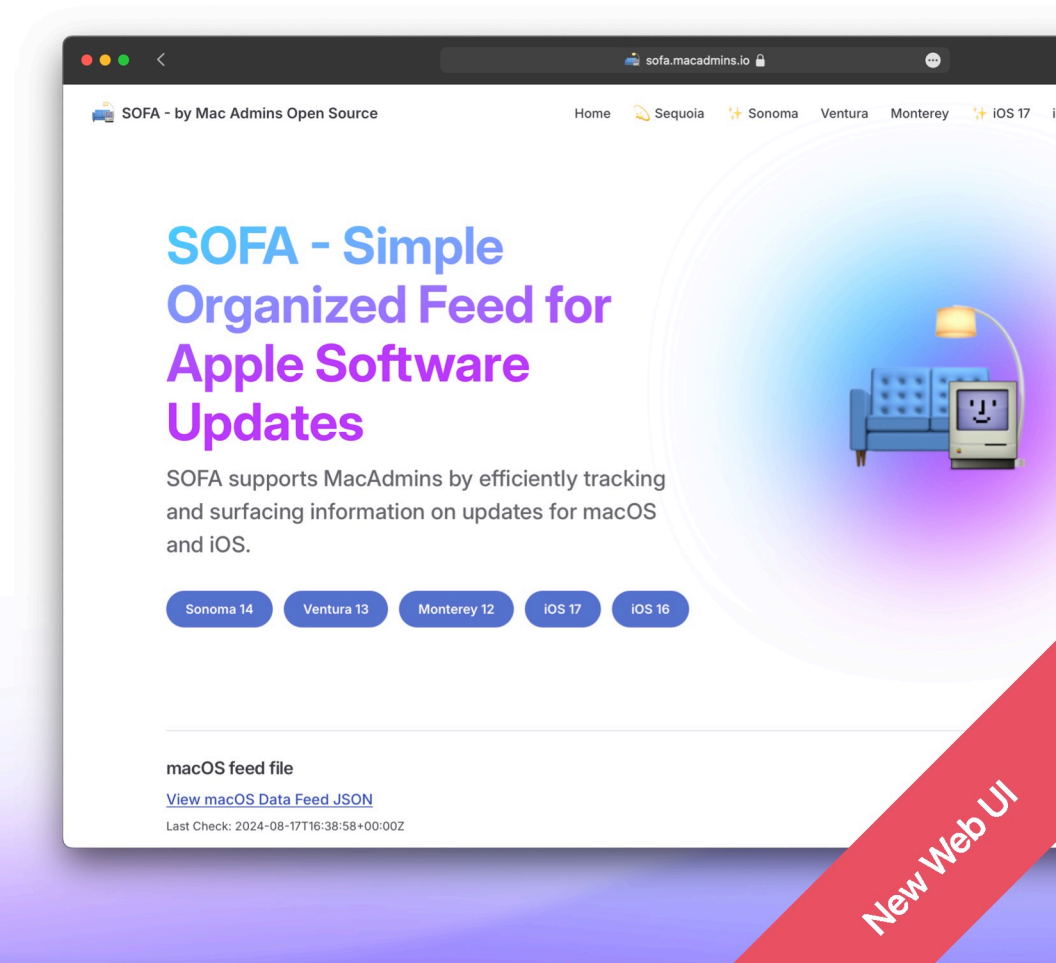 sofa.macadmins.io
SOFA - by Mac Admins Open Source
Home Sequoia Sonoma Ventura Monterey iOS 17
SOFA - Simple
Organized Feed for
Apple Software
Updates
SOFA supports MacAdmins by efficiently tracking
and surfacing information on updates for macOS
and iOS.
Sonoma 14 Ventura 13 Monterey 12 iOS 17 iOS 16
macOS feed file
View macOS Data Feed JSON
Last Check: 2024-08-17T16:38:58+00:00Z
New Web UI